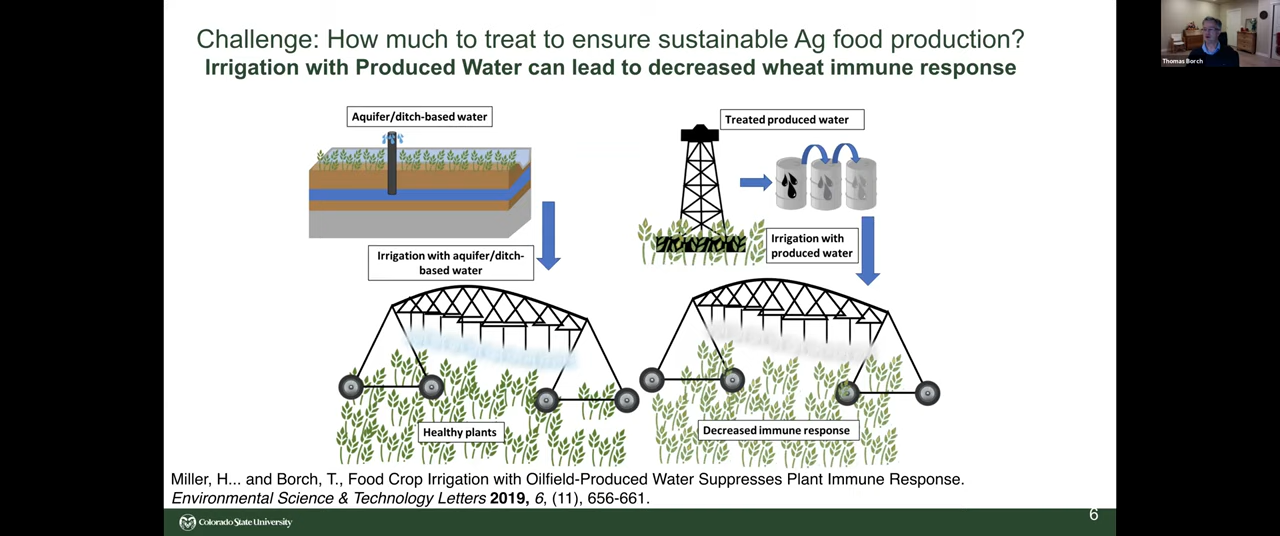 Challenge: How much to treat to ensure sustainable Ag food production?
Irrigation with Produced Water can lead to decreased wheat immune response
Thomas Borch
Aquifer/ditch-based water
Treated produced water
Irrigation with aquifer/ditch-
based water
Irrigation with
produced water
Healthy plants
Decreased immune response
Miller, H... and Borch, T., Food Crop Irrigation with Oilfield-Produced Water Suppresses Plant Immune Response.
Environmental Science & Technology Letters 2019, 6, (11), 656-661.
Colorado State University
6